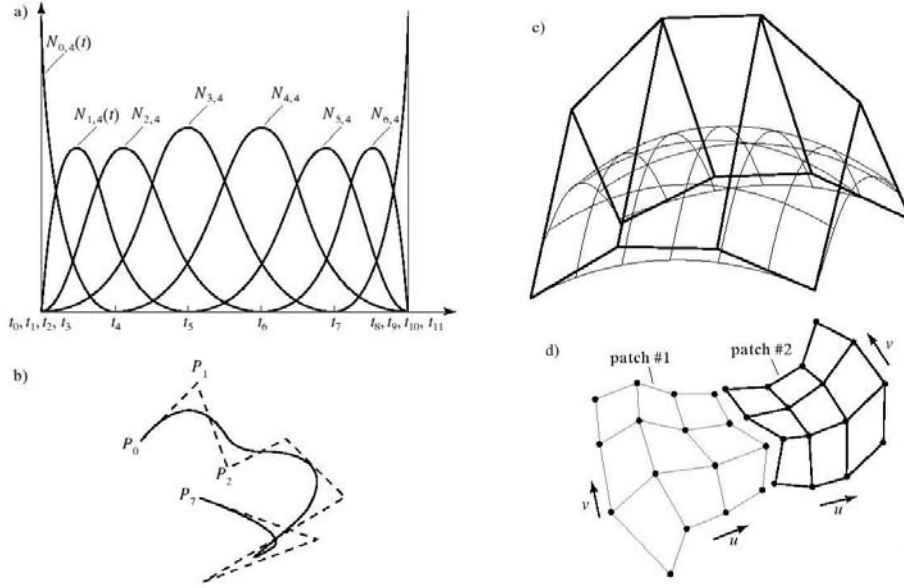 a)
N0,4(t)
N1,4(t)
N2,4
N3,4
N4,4
N5,4
N6,4
t0, t1, t2, t3
t4
t5
t6
t7
t8, t9, t10, t11
b)
P1
P0
P2
P7
c)
d)
patch #1
patch #2
v
v
u
u